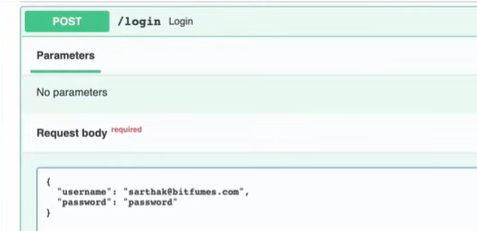 POST /login Login
Parameters
No parameters
Request body required
{
"username": "sarthak@bitfumes.com",
"password": "password"
}